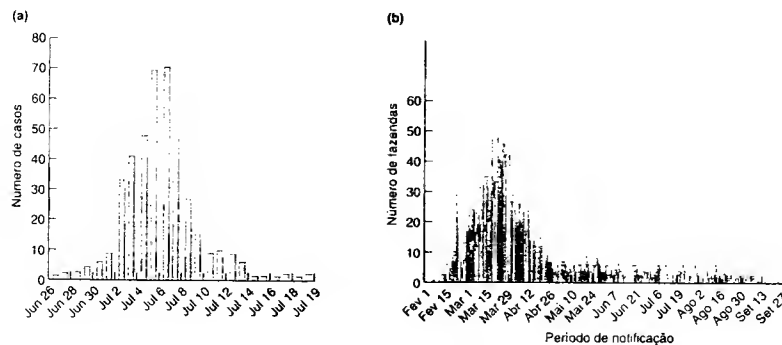 (a)
Número de casos
80
70
60
50
40
30
20
10
0
Jun 26
Jun 28
Jun 30
Jul 2
Jul 4
Jul 6
Jul 8
Jul 10
Jul 12
Jul 14
Jul 16
Jul 18
Jul 19
(b)
Número de fazendas
60
50
40
30
20
10
0
Fev 1
Fev 15
Mar 1
Mar 15
Mar 29
Abr 12
Abr 26
Mai 10
Mar 24
Jun 7
Jun 21
Jul 6
Jul 19
Ago 2
Ago 16
Ago 30
Set 13
Set 27
Período de notificação